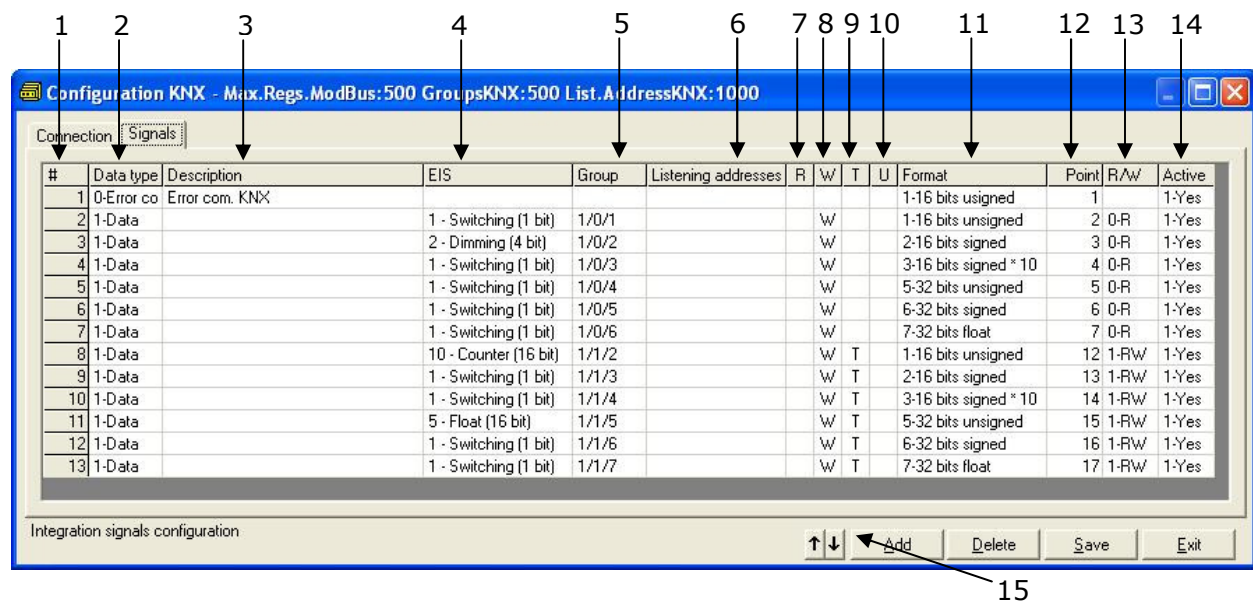 1 2 3 4 5 6 7 8 9 10 11 12 13 14
Configuration KNX - Max.Regs.ModBus:500 GroupsKNX:500 List.AddressKNX:1000
Connection Signals
# Data type Description EIS Group Listening addresses R W T U Format Point R/W Active
1 0-Error co Error com. KNX 1-16 bits usigned 1 1-Yes
2 1-Data 1 - Switching (1 bit) 1/0/1 W 1-16 bits unsigned 2 0-R 1-Yes
3 1-Data 2 - Dimming (4 bit) 1/0/2 W 2-16 bits signed 3 0-R 1-Yes
4 1-Data 1 - Switching (1 bit) 1/0/3 W 3-16 bits signed * 10 4 0-R 1-Yes
5 1-Data 1 - Switching (1 bit) 1/0/4 W 5-32 bits unsigned 5 0-R 1-Yes
6 1-Data 1 - Switching (1 bit) 1/0/5 W 6-32 bits signed 6 0-R 1-Yes
7 1-Data 1 - Switching (1 bit) 1/0/6 W 7-32 bits float 7 0-R 1-Yes
8 1-Data 10 - Counter (16 bit) 1/1/2 W T 1-16 bits unsigned 12 1-RW 1-Yes
9 1-Data 1 - Switching (1 bit) 1/1/3 W T 2-16 bits signed 13 1-RW 1-Yes
10 1-Data 1 - Switching (1 bit) 1/1/4 W T 3-16 bits signed * 10 14 1-RW 1-Yes
11 1-Data 5 - Float (16 bit) 1/1/5 W T 5-32 bits unsigned 15 1-RW 1-Yes
12 1-Data 1 - Switching (1 bit) 1/1/6 W T 6-32 bits signed 16 1-RW 1-Yes
13 1-Data 1 - Switching (1 bit) 1/1/7 W T 7-32 bits float 17 1-RW 1-Yes
Integration signals configuration
Add Delete Save Exit
15